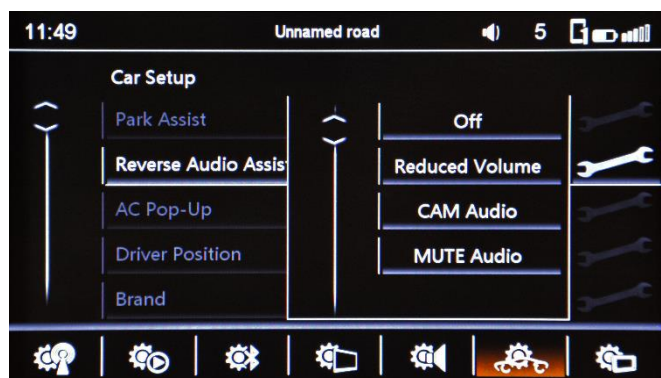 11:49 Unnamed road 5 1
Car Setup
Park Assist
Reverse Audio Assis
AC Pop-Up
Driver Position
Brand
Off
Reduced Volume
CAM Audio
MUTE Audio